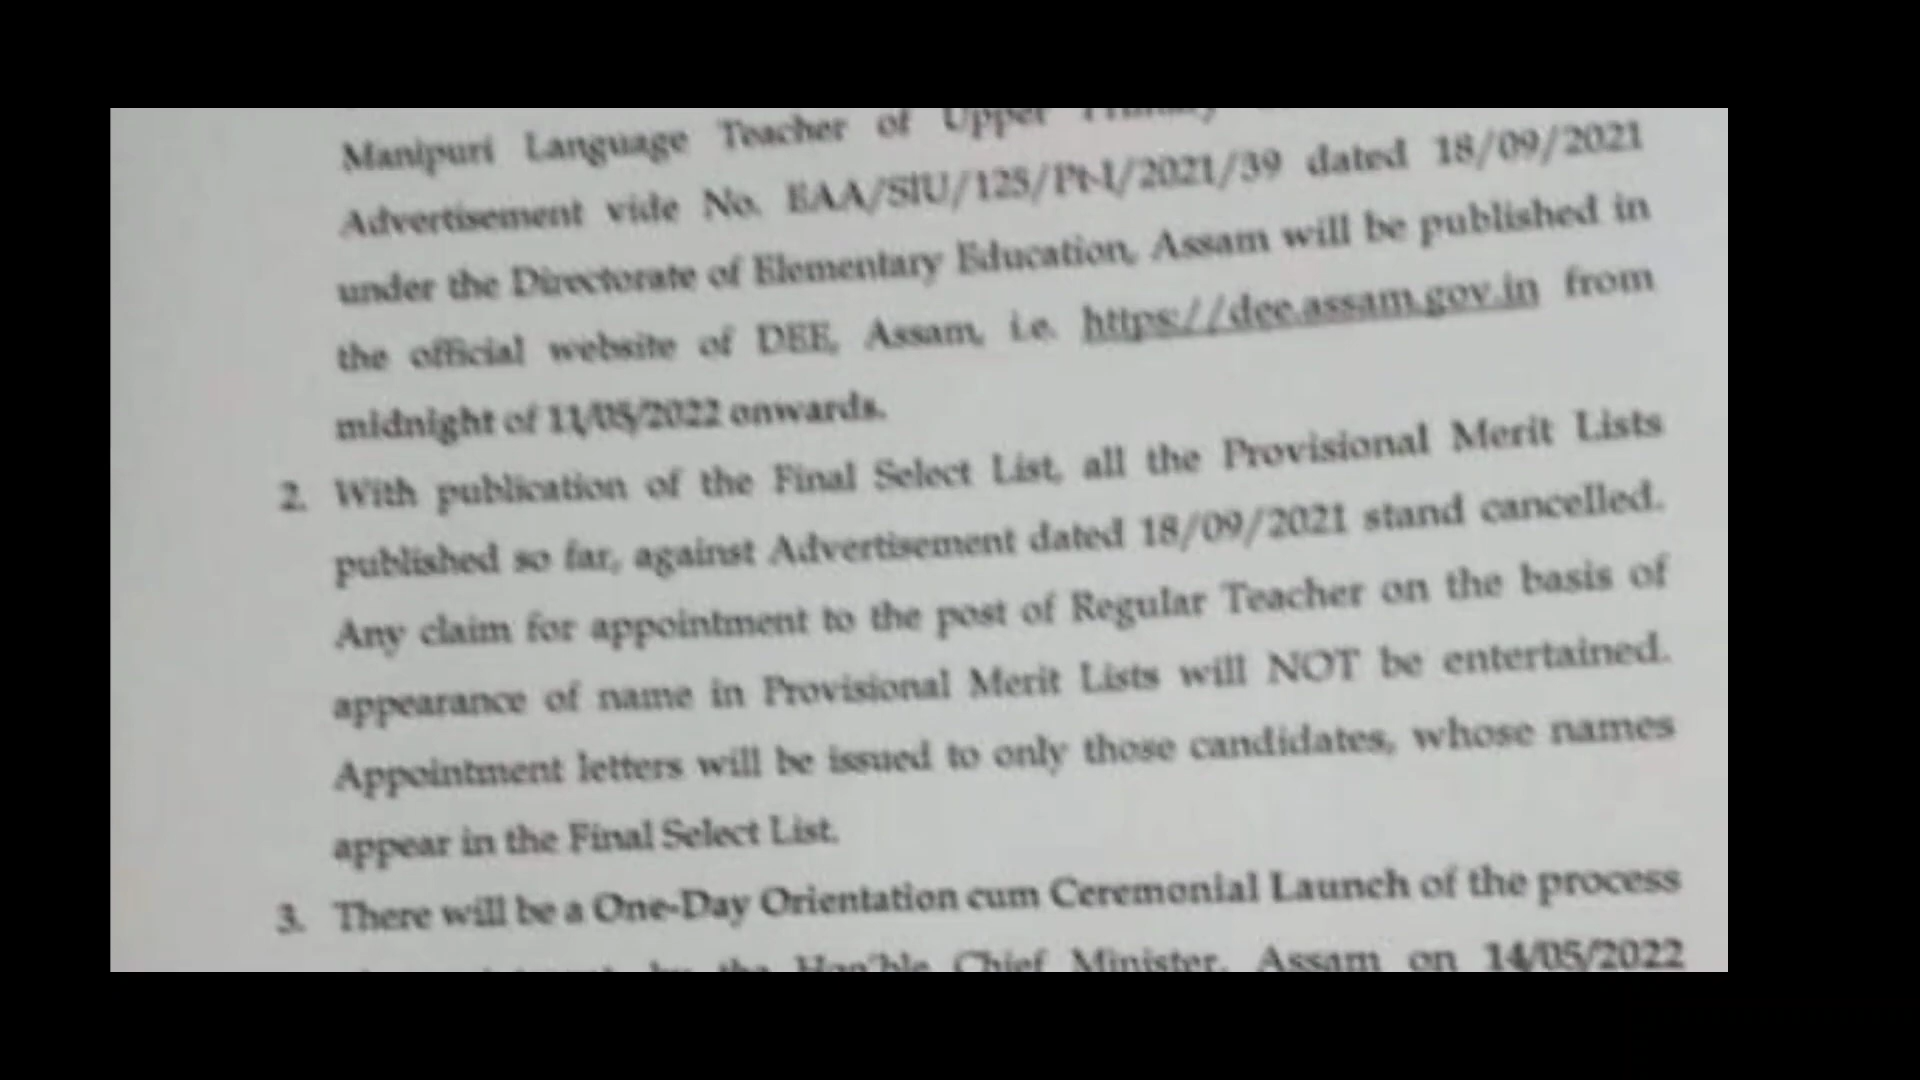 Manipuri Language Teacher of Upper Primary
Advertisement vide No. EAA/SIU/125/Pt-I/2021/39 dated 18/09/2021
under the Directorate of Elementary Education, Assam will be published in
the official website of DEE, Assam, i.e. https://dee.assam.gov.in from
midnight of 11/05/2022 onwards.
2. With publication of the Final Select List, all the Provisional Merit Lists
published so far, against Advertisement dated 18/09/2021 stand cancelled.
Any claim for appointment to the post of Regular Teacher on the basis of
appearance of name in Provisional Merit Lists will NOT be entertained.
Appointment letters will be issued to only those candidates, whose names
appear in the Final Select List.
3. There will be a One-Day Orientation cum Ceremonial Launch of the process
by the Hon'ble Chief Minister, Assam on 14/05/2022